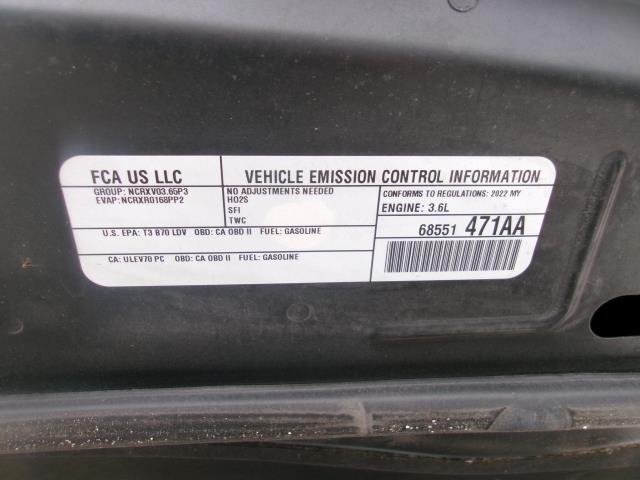 FCA US LLC
VEHICLE EMISSION CONTROL INFORMATION
GROUP: NCRXV03.65P3
EVAP:NCRXR0168PP2
NO ADJUSTMENTS NEEDED
HO2S
SFI
TWC
CONFORMS TO REGULATIONS: 2022 MY
ENGINE: 3.6L
U.S. EPA: T3 B70 LDV OBD: CA OBD II FUEL: GASOLINE
68551 471AA
CA: ULEV70 PC OBD: CA OBD II FUEL: GASOLINE